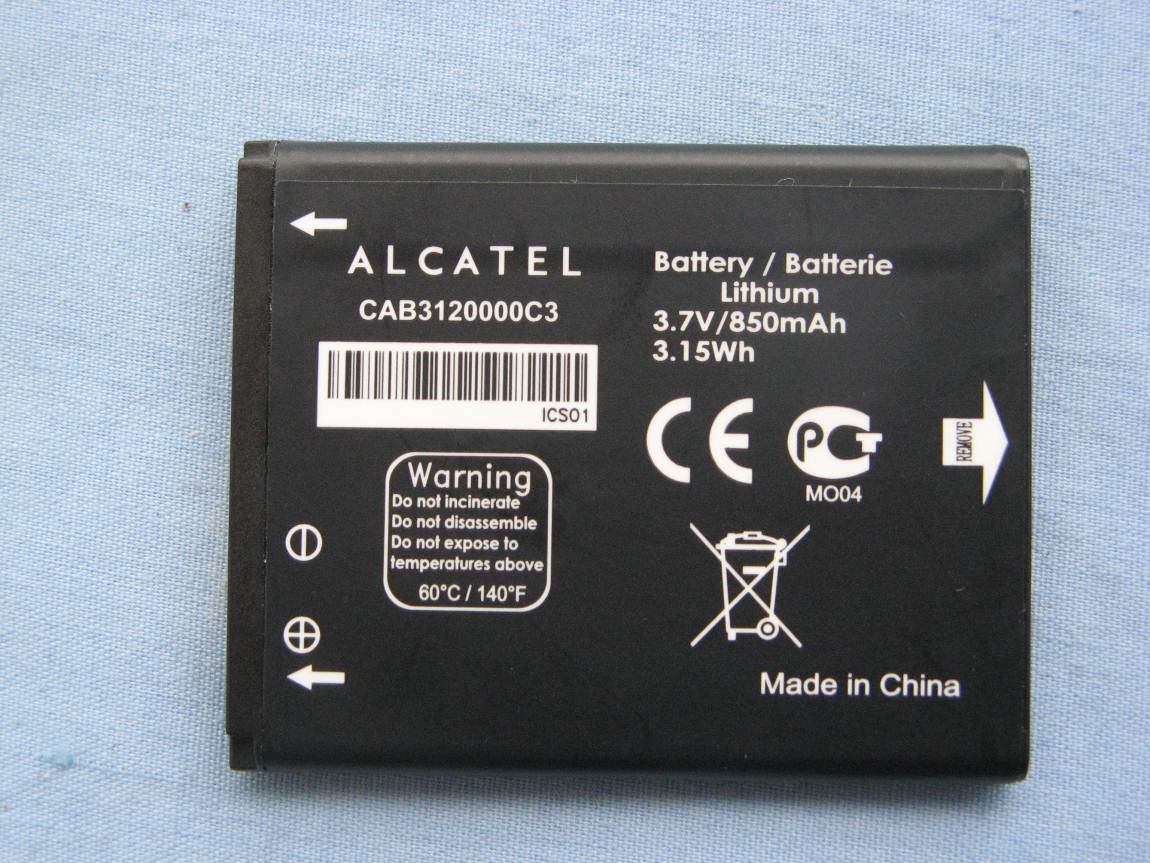 ALCATEL
CAB3120000C3
ICS01
Warning
Do not incinerate
Do not disassemble
Do not expose to
temperatures above
60°C / 140°F
Battery / Batterie
Lithium
3.7V/850mAh
3.15Wh
CE
PCT
MO04
REMOVE
Made in China